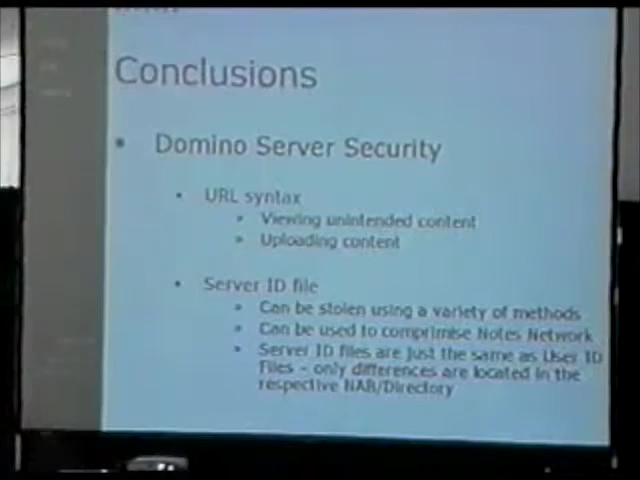 Conclusions
• Domino Server Security
• URL syntax
• Viewing unintended content
• Uploading content
• Server ID file
• Can be stolen using a variety of methods
• Can be used to comprimise Notes Network
• Server ID files are just the same as User ID
Files - only differences are located in the
respective NAB/Directory